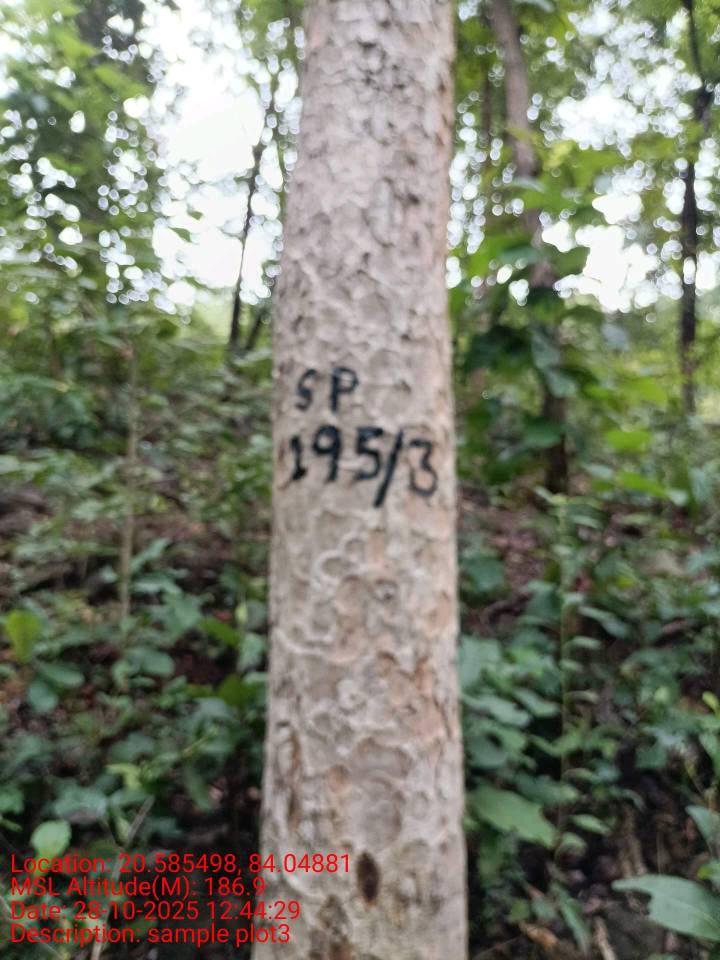 SP
195/3
Location: 20.585498, 84.04881
MSL Altitude(M): 186.9
Date: 28-10-2025 12:44:29
Description: sample plot3